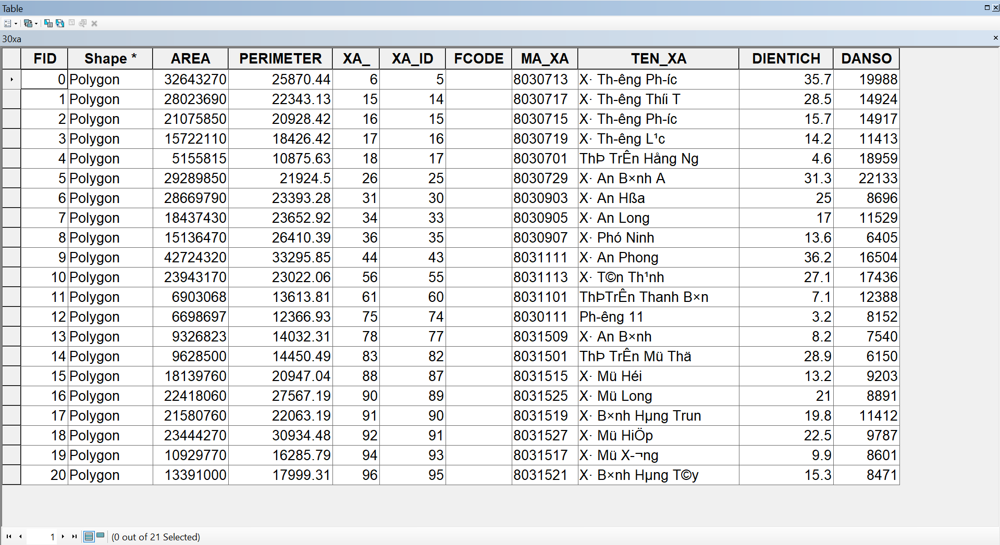 Table
30xa
FID Shape * AREA PERIMETER XA_ XA_ID FCODE MA_XA TEN_XA DIENTICH DANSO
0 Polygon 32643270 25870.44 6 5 8030713 X· Th-êng Ph-íc 35.7 19988
1 Polygon 28023690 22343.13 15 14 8030717 X· Th-êng Thíi T 28.5 14924
2 Polygon 21075850 20928.42 16 15 8030715 X· Th-êng Ph-íc 15.7 14917
3 Polygon 15722110 18426.42 17 16 8030719 X· Th-êng L¹c 14.2 11413
4 Polygon 5155815 10875.63 18 17 8030701 ThÞ TrÊn Hång Ng 4.6 18959
5 Polygon 29289850 21924.5 26 25 8030729 X· An B×nh A 31.3 22133
6 Polygon 28669790 23393.28 31 30 8030903 X· An Hßa 25 8696
7 Polygon 18437430 23652.92 34 33 8030905 X· An Long 17 11529
8 Polygon 15136470 26410.39 36 35 8030907 X· Phó Ninh 13.6 6405
9 Polygon 42724320 33295.85 44 43 8031111 X· An Phong 36.2 16504
10 Polygon 23943170 23022.06 56 55 8031113 X· T©n Th¹nh 27.1 17436
11 Polygon 6903068 13613.81 61 60 8031101 ThÞTrÊn Thanh B×n 7.1 12388
12 Polygon 6698697 12366.93 75 74 8030111 Ph-êng 11 3.2 8152
13 Polygon 9326823 14032.31 78 77 8031509 X· An B×nh 8.2 7540
14 Polygon 9628500 14450.49 83 82 8031501 ThÞ TrÊn Mü Thä 28.9 6150
15 Polygon 18139760 20947.04 88 87 8031515 X· Mü Héi 13.2 9203
16 Polygon 22418060 27567.19 90 89 8031525 X· Mü Long 21 8891
17 Polygon 21580760 22063.19 91 90 8031519 X· B×nh Hµng Trun 19.8 11412
18 Polygon 23444270 30934.48 92 91 8031527 X· Mü HiÖp 22.5 9787
19 Polygon 10929770 16285.79 94 93 8031517 X· Mü X-¬ng 9.9 8601
20 Polygon 13391000 17999.31 96 95 8031521 X· B×nh Hµng T©y 15.3 8471
1 (0 out of 21 Selected)